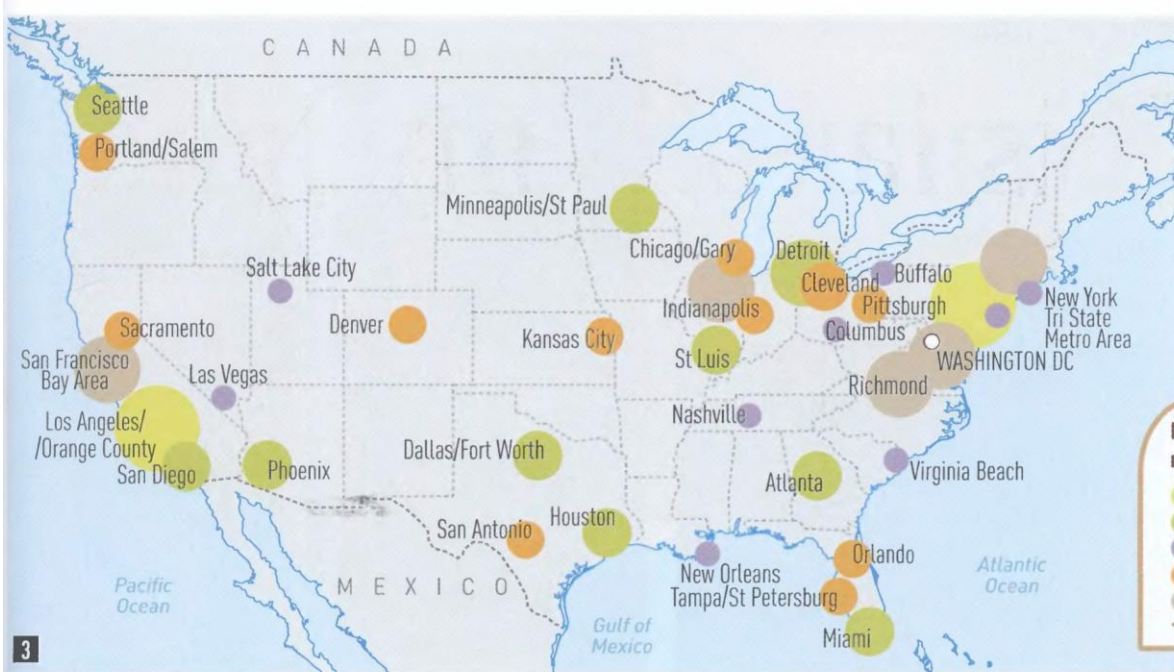 CANADA
Seattle
Portland/Salem
Minneapolis/St Paul
Chicago/Gary
Detroit
Salt Lake City
Cleveland
Buffalo
Indianapolis
Pittsburgh
New York
Tri State
Metro Area
Sacramento
Denver
Kansas City
Columbus
San Francisco
Bay Area
St Luis
WASHINGTON DC
Las Vegas
Richmond
Los Angeles/
/Orange County
Nashville
San Diego
Phoenix
Dallas/Fort Worth
Atlanta
Virginia Beach
San Antonio
Houston
Orlando
New Orleans
Tampa/St Petersburg
Miami
MEXICO
Pacific
Ocean
Gulf of
Mexico
Atlantic
Ocean
3